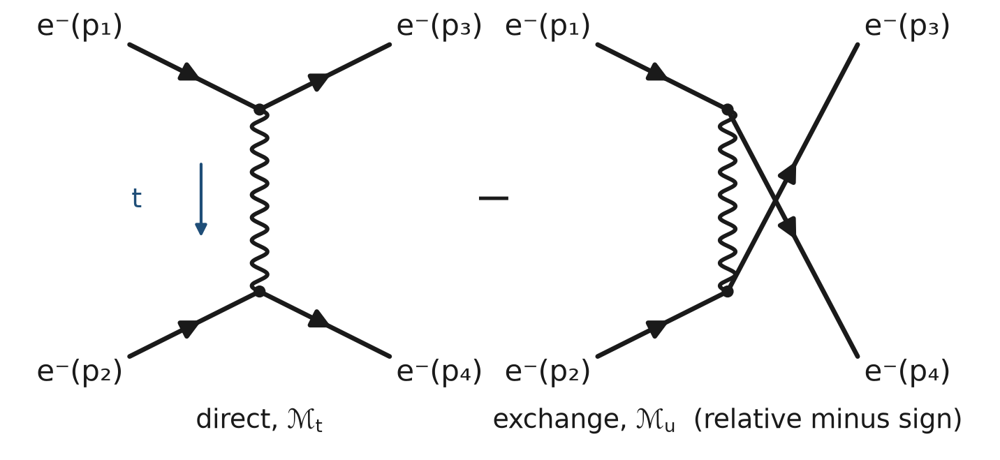 e⁻(p₁) e⁻(p₃) e⁻(p₁) e⁻(p₃)
t −
e⁻(p₂) e⁻(p₄) e⁻(p₂) e⁻(p₄)
direct, ℳₜ
exchange, ℳᵤ (relative minus sign)